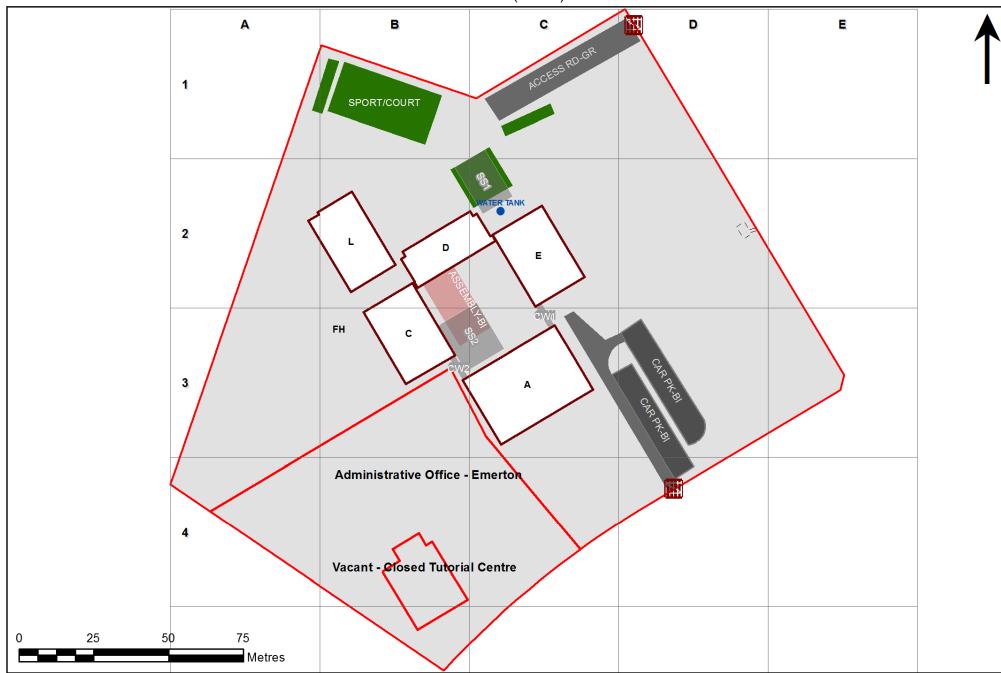 A B C D E
1
ACCESS RD-GR
SPORT/COURT
SS1
WATER TANK
2
L
D
E
ASSEMBLY-BI
CW1
FH
C
SS2
CW2
3
A
CAR PK-BI
CAR PK-BI
Administrative Office - Emerton
4
Vacant - Closed Tutorial Centre
0 25 50 75
Metres